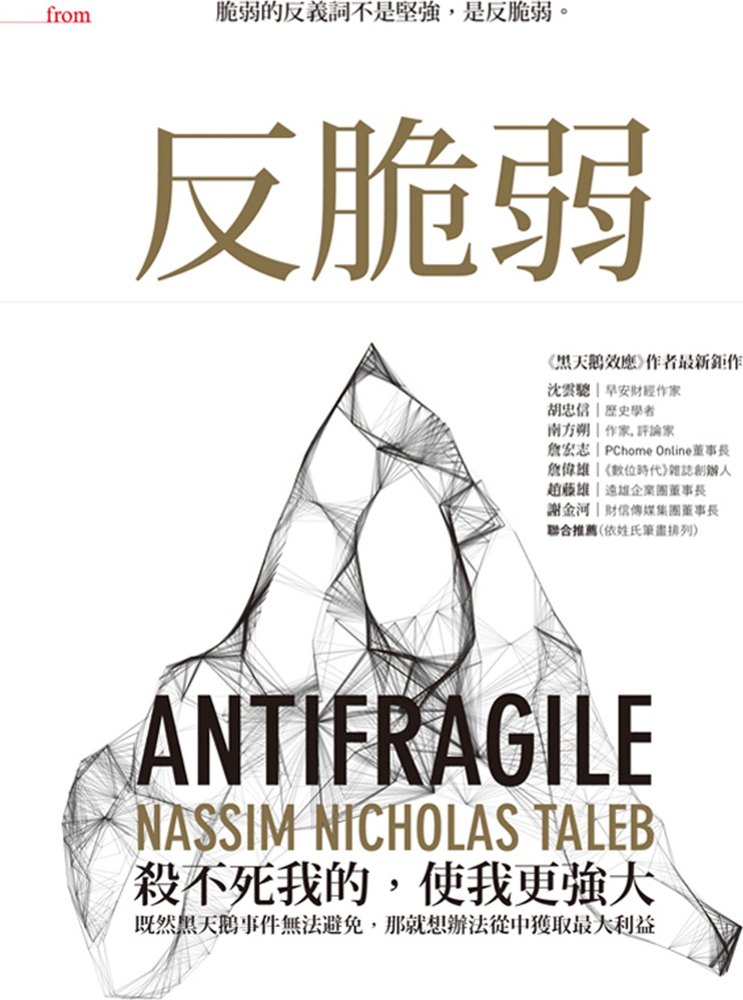 from
脆弱的反義詞不是堅強，是反脆弱。
反脆弱
《黑天鵝效應》作者最新鉅作
沈雲驄｜早安財經作家
胡忠信｜歷史學者
南方朔｜作家，評論家
詹宏志｜PChome Online董事長
詹偉雄｜《數位時代》雜誌創辦人
趙藤雄｜遠雄企業團董事長
謝金河｜財信傳媒集團董事長
聯合推薦（依姓氏筆畫排列）
ANTIFRAGILE
NASSIM NICHOLAS TALEB
殺不死我的，使我更強大
既然黑天鵝事件無法避免，那就想辦法從中獲取最大利益